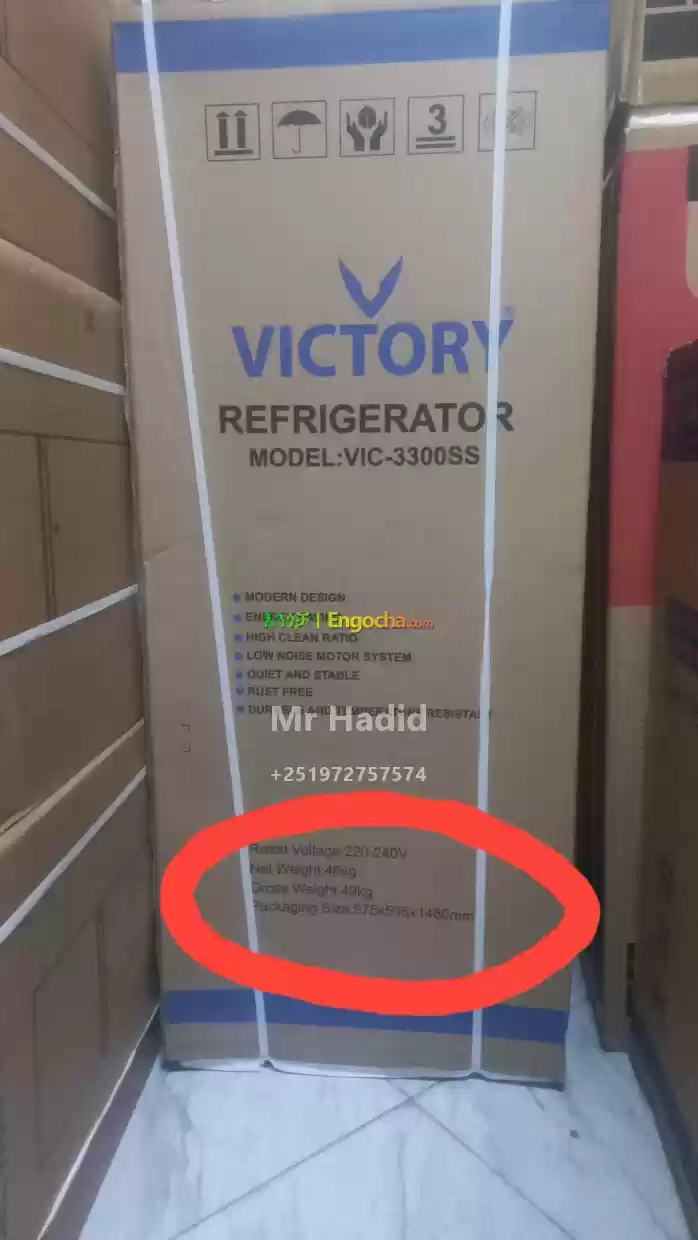 3
VICTORY
REFRIGERATOR
MODEL:VIC-3300SS
MODERN DESIGN
Engocha.com
HIGH CLEAN RATIO
LOW NOISE MOTOR SYSTEM
QUIET AND STABLE
RUST FREE
AND RESISTANT
Mr Hadid
+251972757574
Rated Voltage:220-240V
Net Weight:46kg
Gross Weight:49kg
Packaging Size:575x595x1460mm